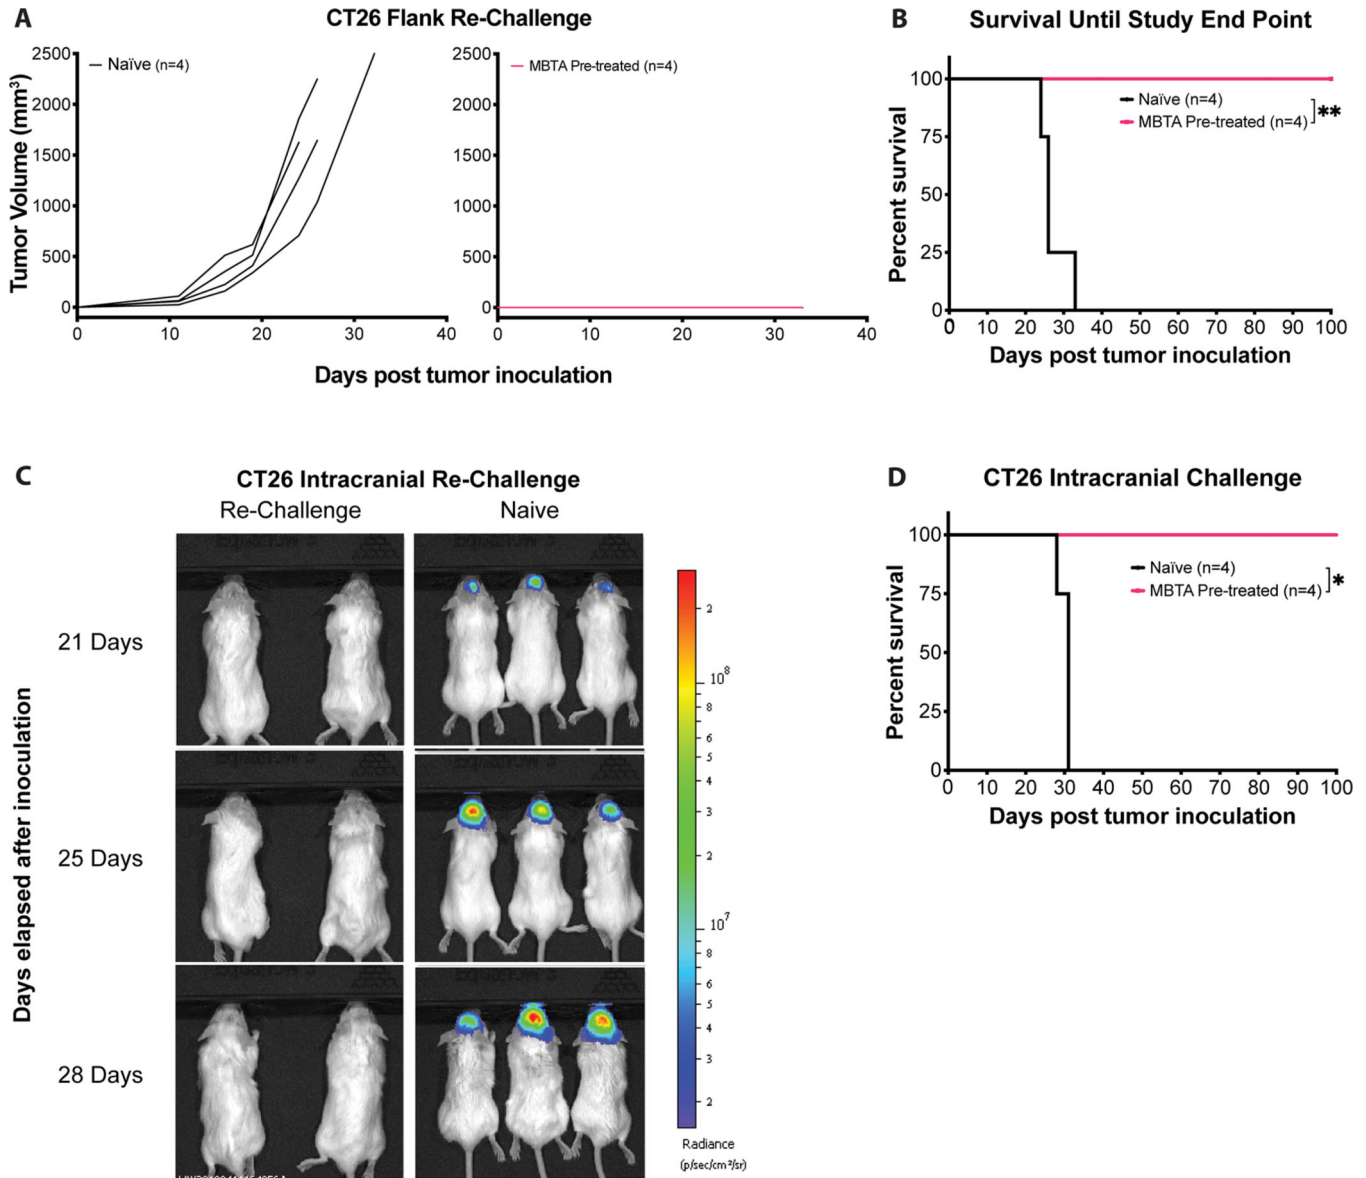 A
CT26 Flank Re-Challenge
Tumor Volume (mm³)
2500
2000
1500
1000
500
0
Naïve (n=4)
0 10 20 30 40
2500
2000
1500
1000
500
0
MBTA Pre-treated (n=4)
0 10 20 30 40
Days post tumor inoculation
B
Survival Until Study End Point
Percent survival
100
75
50
25
0
Naïve (n=4)
MBTA Pre-treated (n=4)
**
0 10 20 30 40 50 60 70 80 90 100
Days post tumor inoculation
C
CT26 Intracranial Re-Challenge
Re-Challenge Naive
Days elapsed after inoculation
21 Days
25 Days
28 Days
2
10⁸
8
6
5
4
3
2
10⁷
8
6
5
4
3
2
Radiance
(p/sec/cm²/sr)
D
CT26 Intracranial Challenge
Percent survival
100
75
50
25
0
Naïve (n=4)
MBTA Pre-treated (n=4)
*
0 10 20 30 40 50 60 70 80 90 100
Days post tumor inoculation